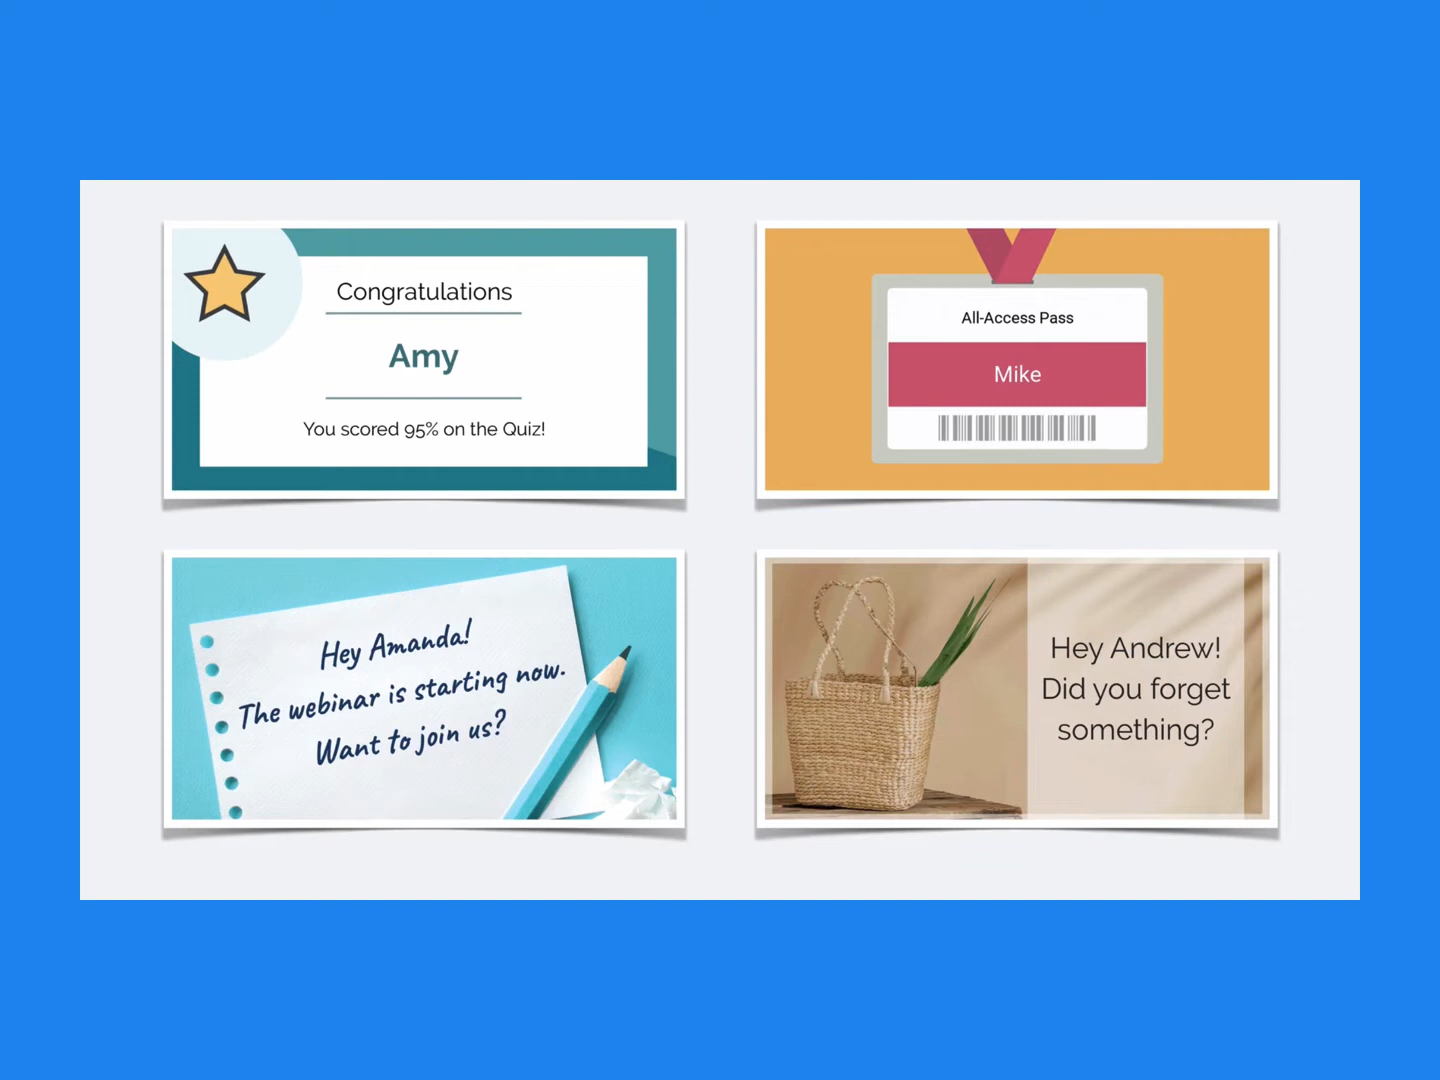 Congratulations
Amy
You scored 95% on the Quiz!
All-Access Pass
Mike
Hey Amanda!
The webinar is starting now.
Want to join us?
Hey Andrew!
Did you forget
something?